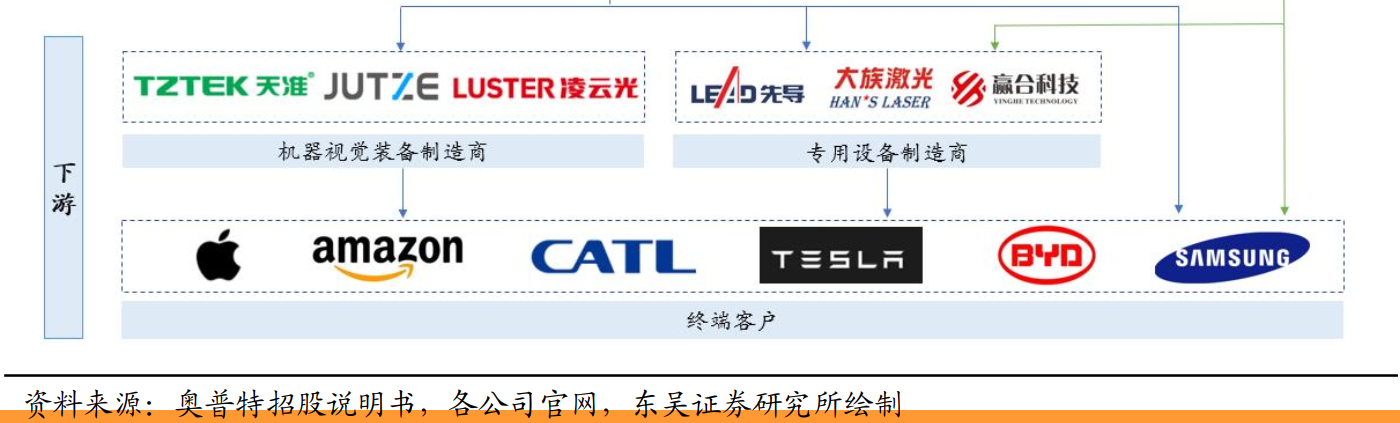 TZTEK 天准® JUTZE LUSTER 凌云光
LEAD 先导 大族激光 HAN'S LASER 赢合科技 YINGHE TECHNOLOGY
机器视觉装备制造商
专用设备制造商
下游
amazon CATL TESLA BYD SAMSUNG
终端客户
资料来源：奥普特招股说明书，各公司官网，东吴证券研究所绘制